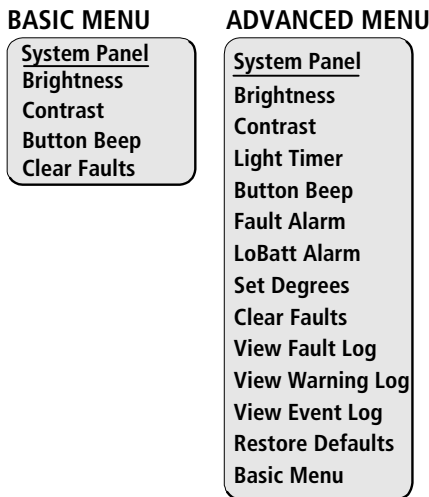 BASIC MENU
System Panel
Brightness
Contrast
Button Beep
Clear Faults
ADVANCED MENU
System Panel
Brightness
Contrast
Light Timer
Button Beep
Fault Alarm
LoBatt Alarm
Set Degrees
Clear Faults
View Fault Log
View Warning Log
View Event Log
Restore Defaults
Basic Menu